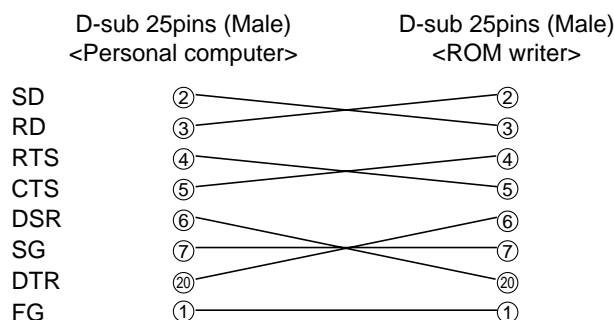 D-sub 25pins (Male) D-sub 25pins (Male)
<Personal computer> <ROM writer>
SD 2 2
RD 3 3
RTS 4 4
CTS 5 5
DSR 6 6
SG 7 7
DTR 20 20
FG 1 1